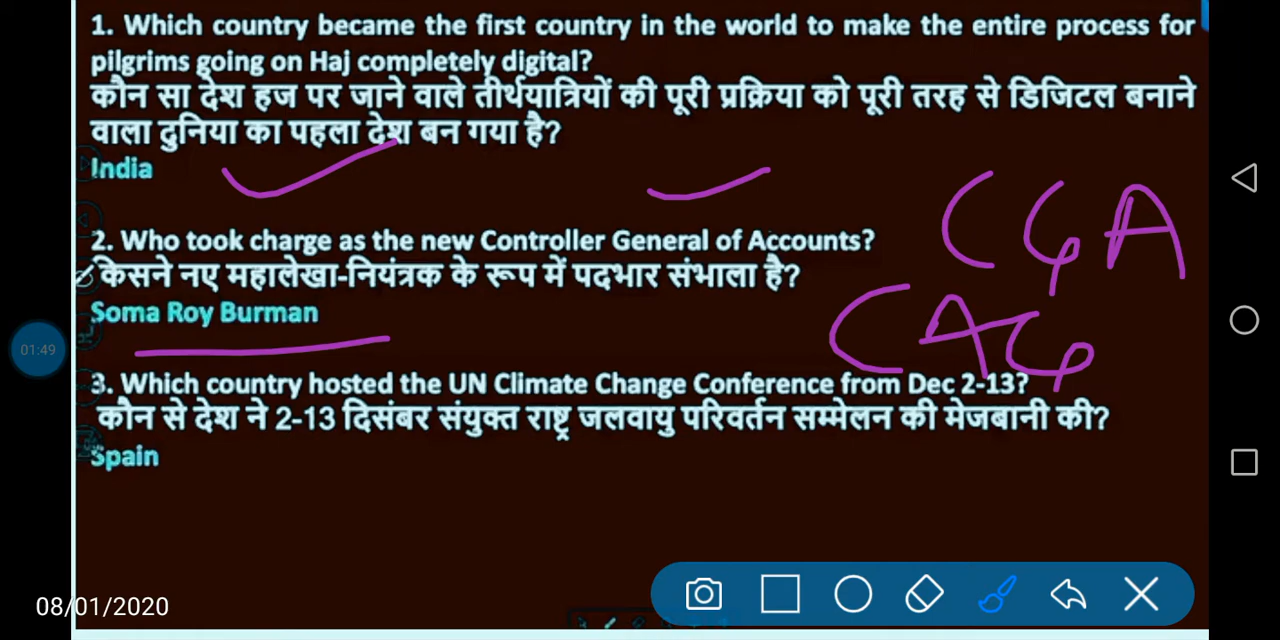 1. Which country became the first country in the world to make the entire process for
pilgrims going on Haj completely digital?
कौन सा देश हज पर जाने वाले तीर्थयात्रियों की पूरी प्रक्रिया को पूरी तरह से डिजिटल बनाने
वाला दुनिया का पहला देश बन गया है?
India
CGA
2. Who took charge as the new Controller General of Accounts?
किसने नए महालेखा-नियंत्रक के रूप में पदभार संभाला है?
Soma Roy Burman
CAG
01:49
3. Which country hosted the UN Climate Change Conference from Dec 2-13?
कौन से देश ने 2-13 दिसंबर संयुक्त राष्ट्र जलवायु परिवर्तन सम्मेलन की मेजबानी की?
Spain
08/01/2020